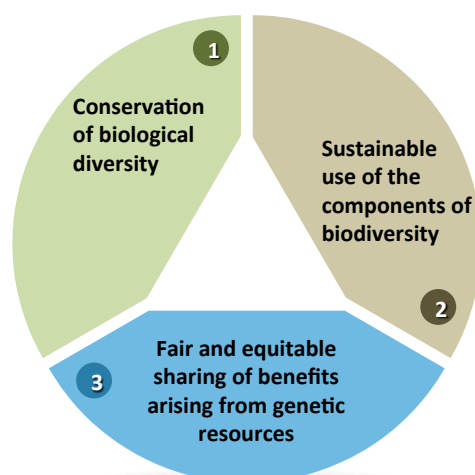 1
Conservation
of biological
diversity
Sustainable
use of the
components of
biodiversity
2
3
Fair and equitable
sharing of benefits
arising from genetic
resources